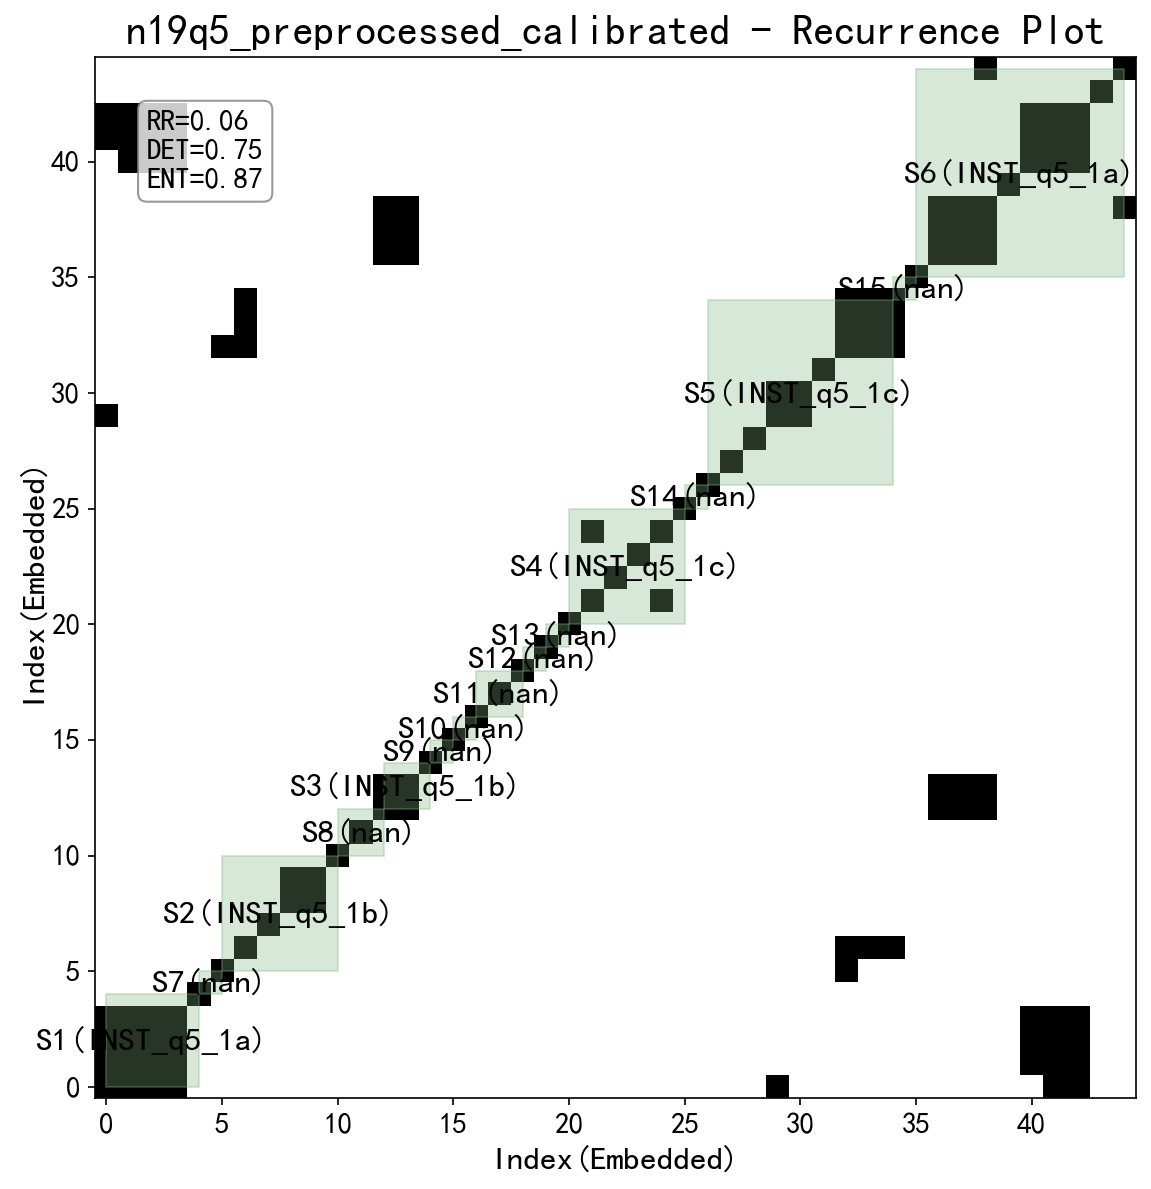 n19q5_preprocessed_calibrated - Recurrence Plot
RR=0.06
DET=0.75
ENT=0.87
S6(INST_q5_1a)
S15(nan)
S5(INST_q5_1c)
S14(nan)
S4(INST_q5_1c)
S13(nan)
S12(nan)
S11(nan)
S10(nan)
S9(nan)
S3(INST_q5_1b)
S8(nan)
S2(INST_q5_1b)
S7(nan)
S1(INST_q5_1a)
40
35
30
25
20
15
10
5
0
Index(Embedded)
0 5 10 15 20 25 30 35 40
Index(Embedded)